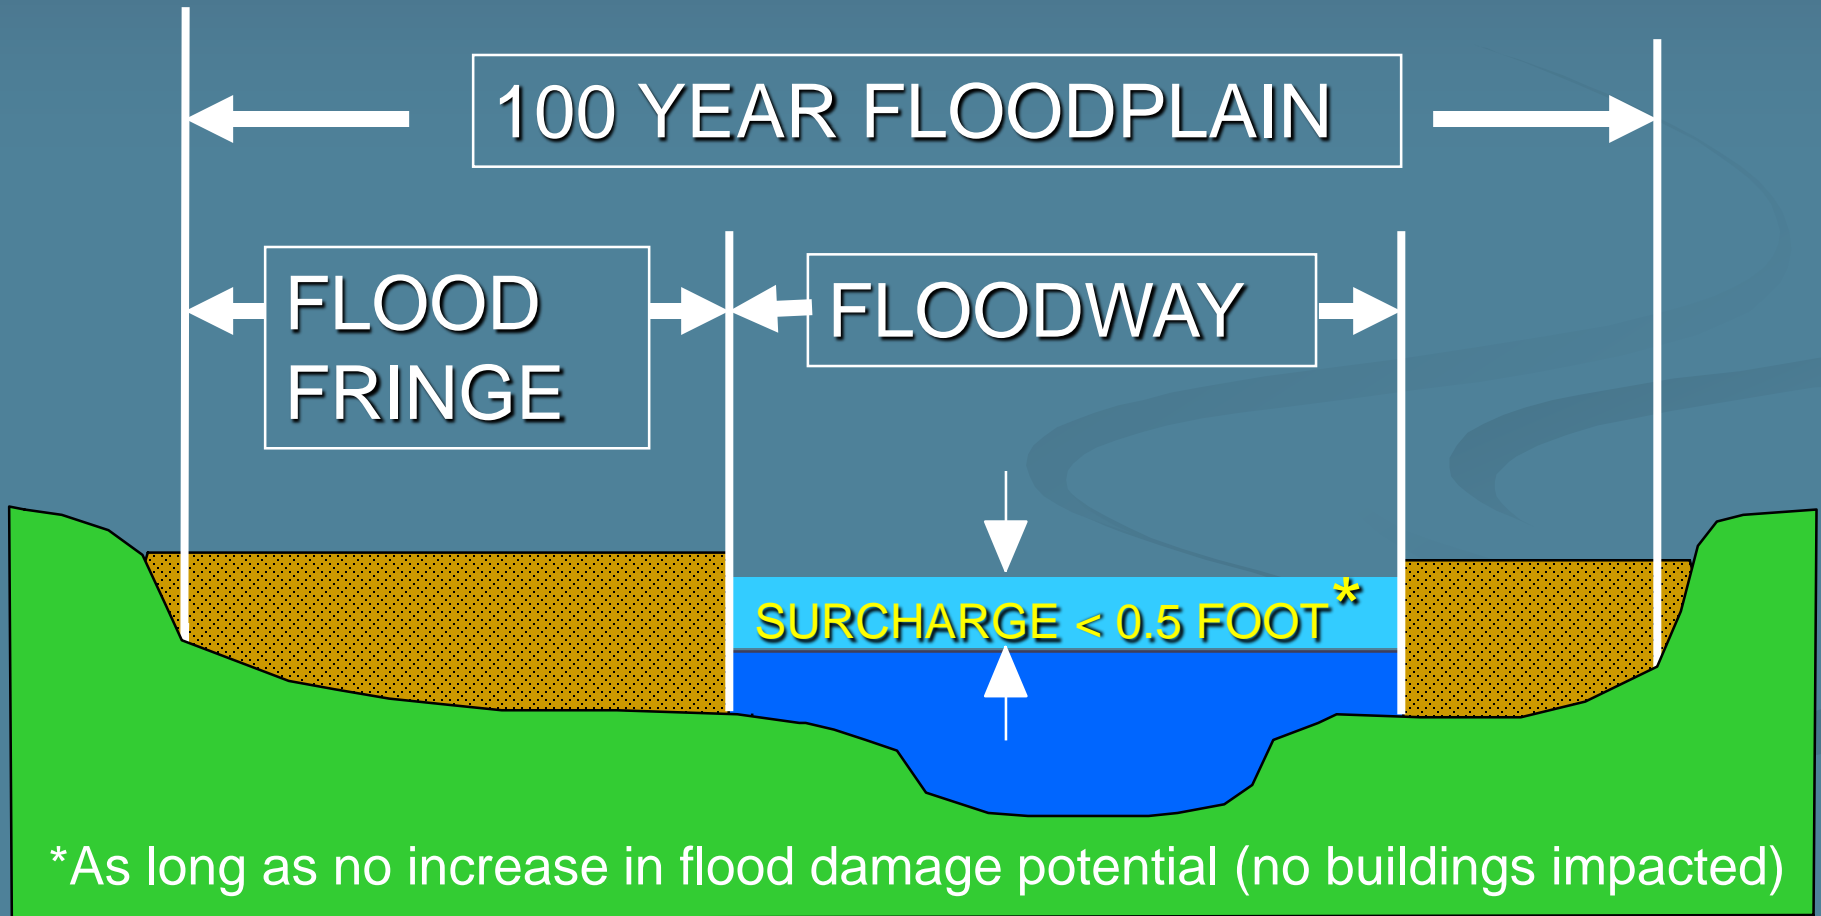 100 YEAR FLOODPLAIN
FLOOD
FRINGE
FLOODWAY
SURCHARGE < 0.5 FOOT*
*As long as no increase in flood damage potential (no buildings impacted)